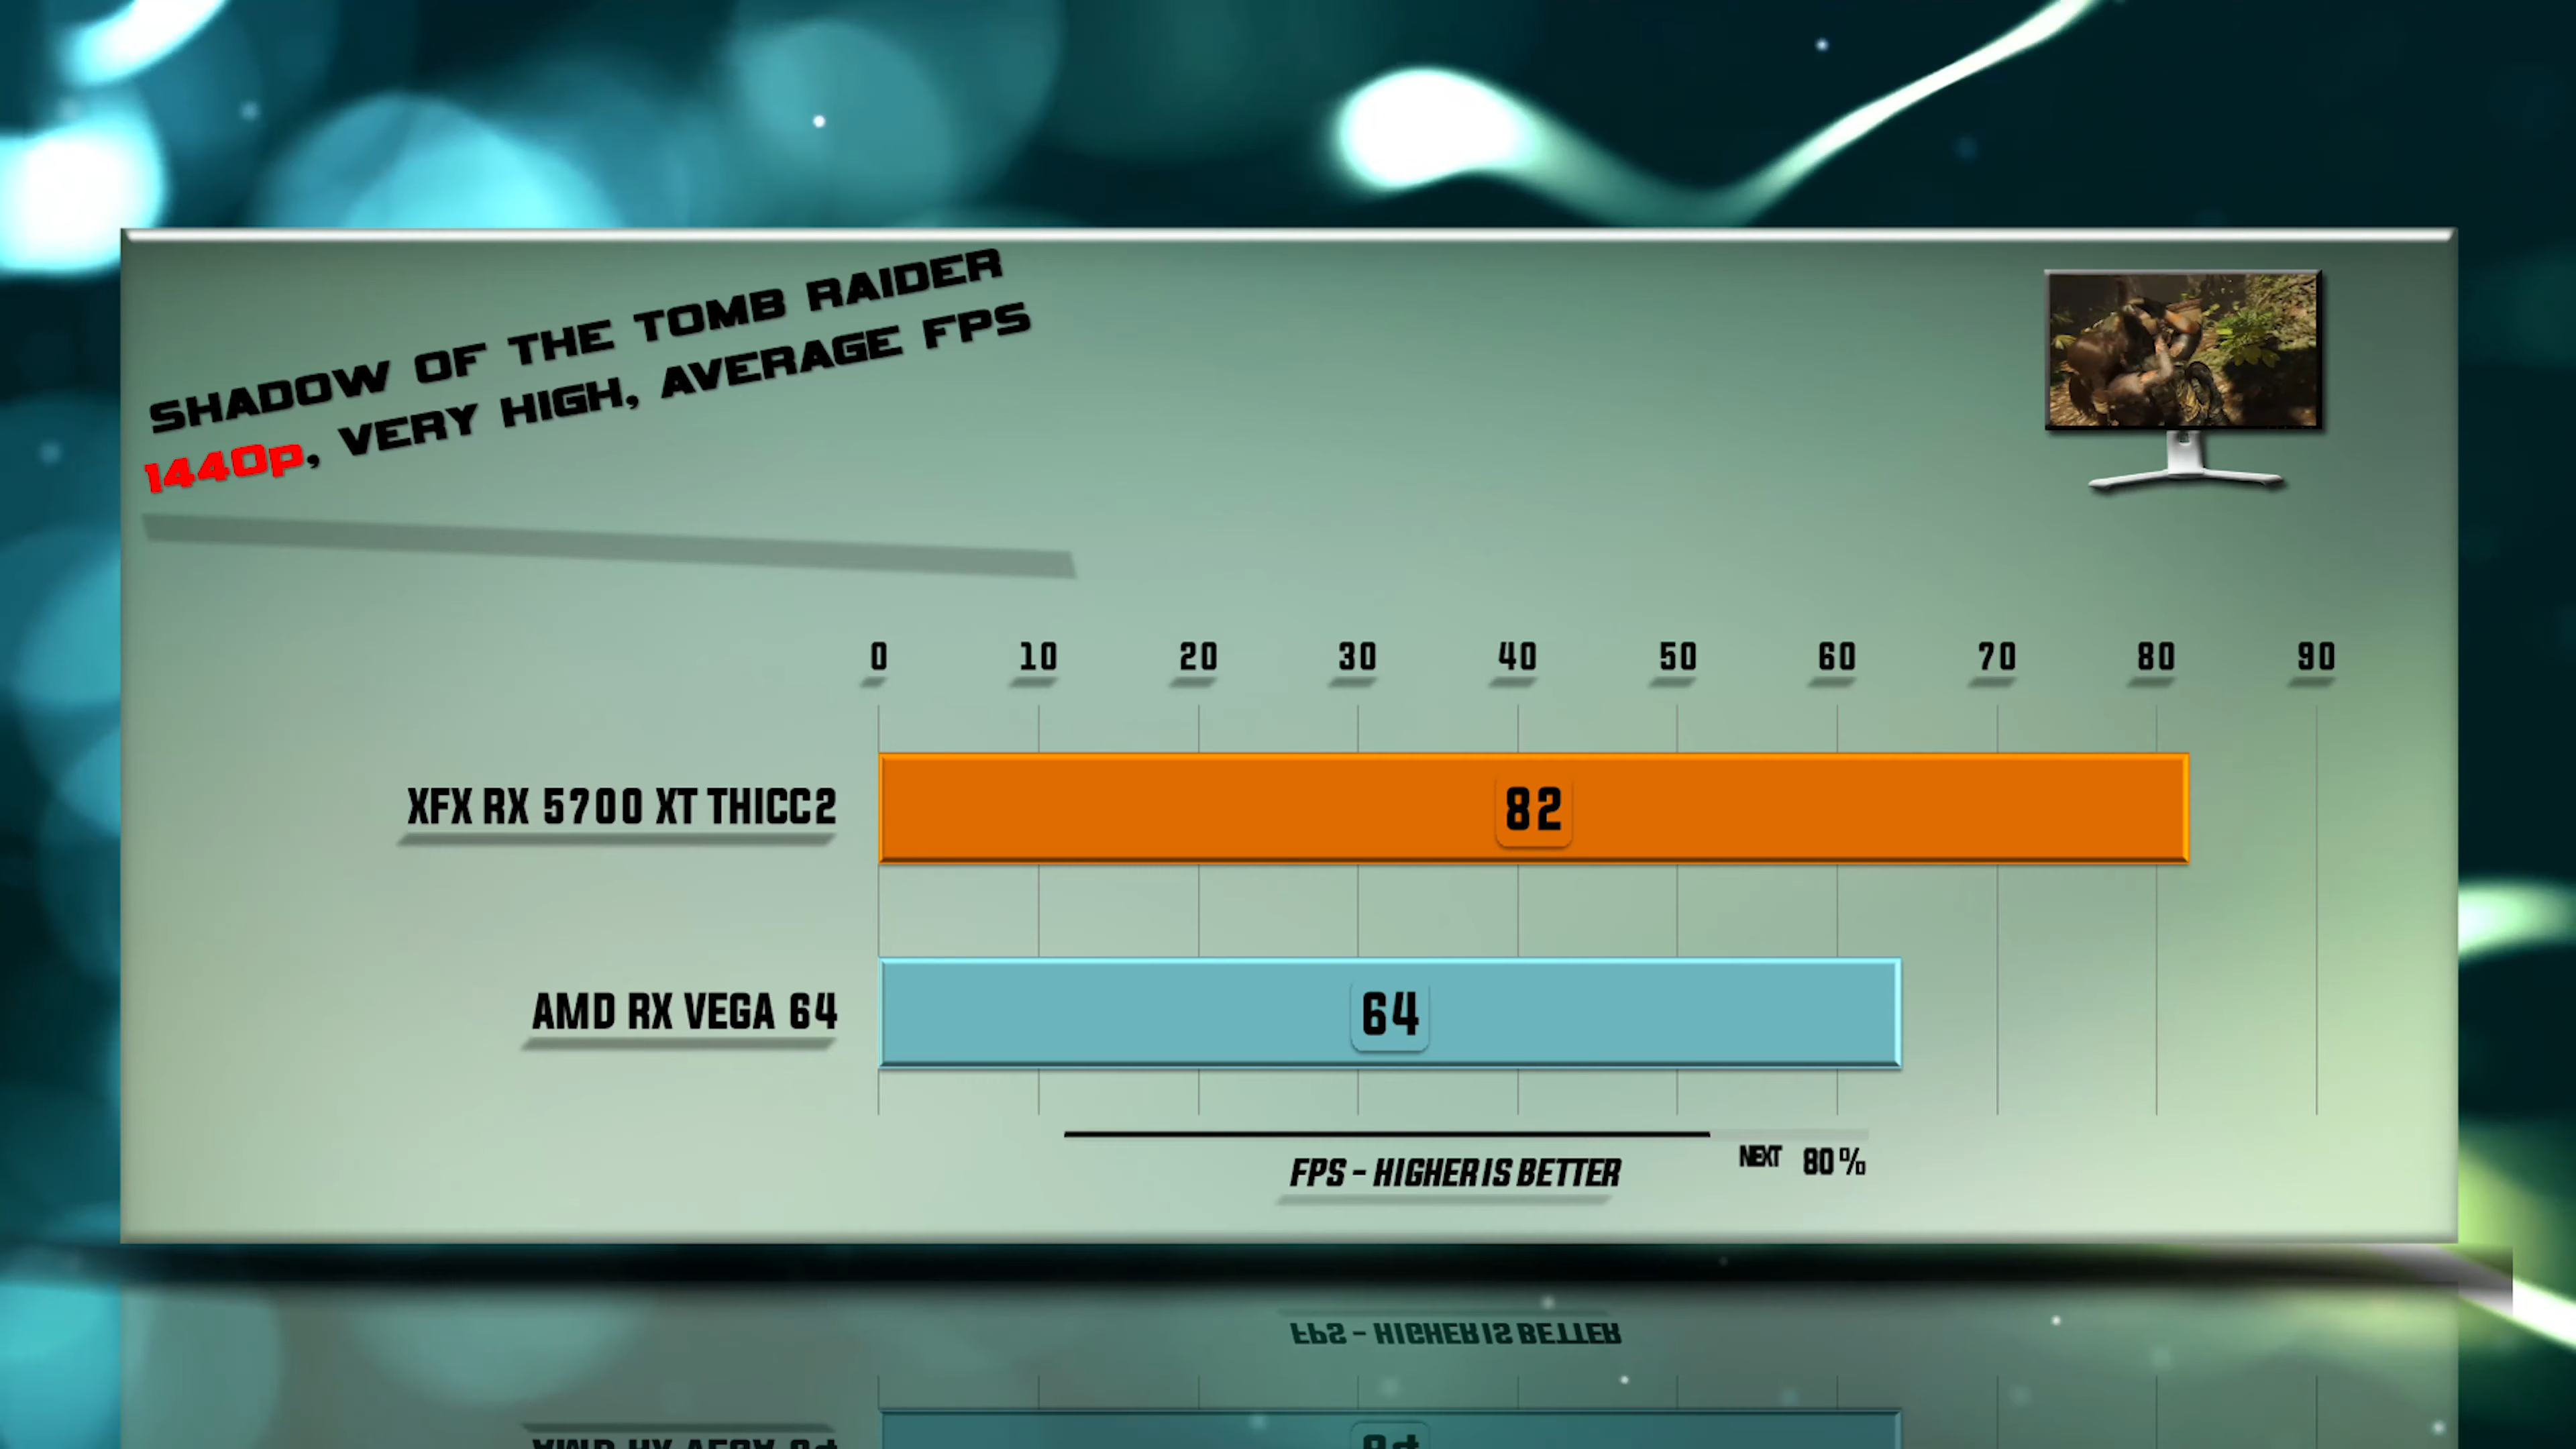 SHADOW OF THE TOMB RAIDER
1440p, VERY HIGH, AVERAGE FPS
0 10 20 30 40 50 60 70 80 90
XFX RX 5700 XT THICC2 82
AMD RX VEGA 64 64
NEXT 80%
FPS - HIGHER IS BETTER